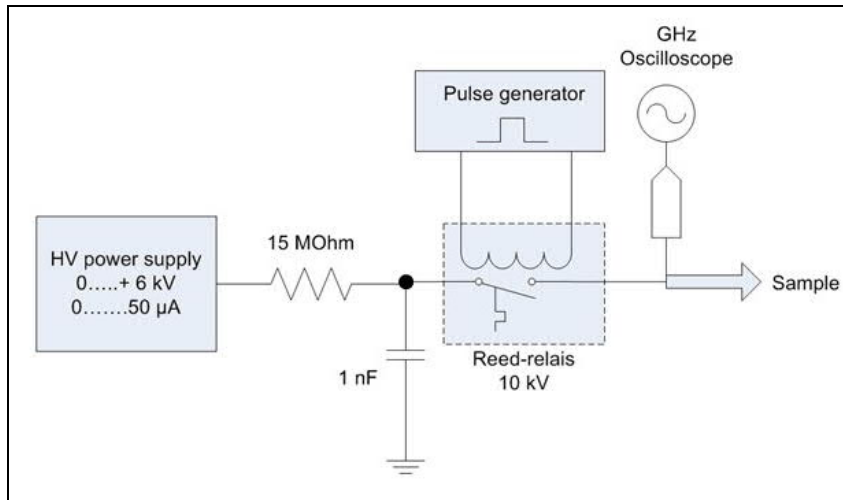 GHz
Oscilloscope
Pulse generator
15 MOhm
HV power supply
0.....+ 6 kV
0.......50 µA
Sample
Reed-relais
10 kV
1 nF